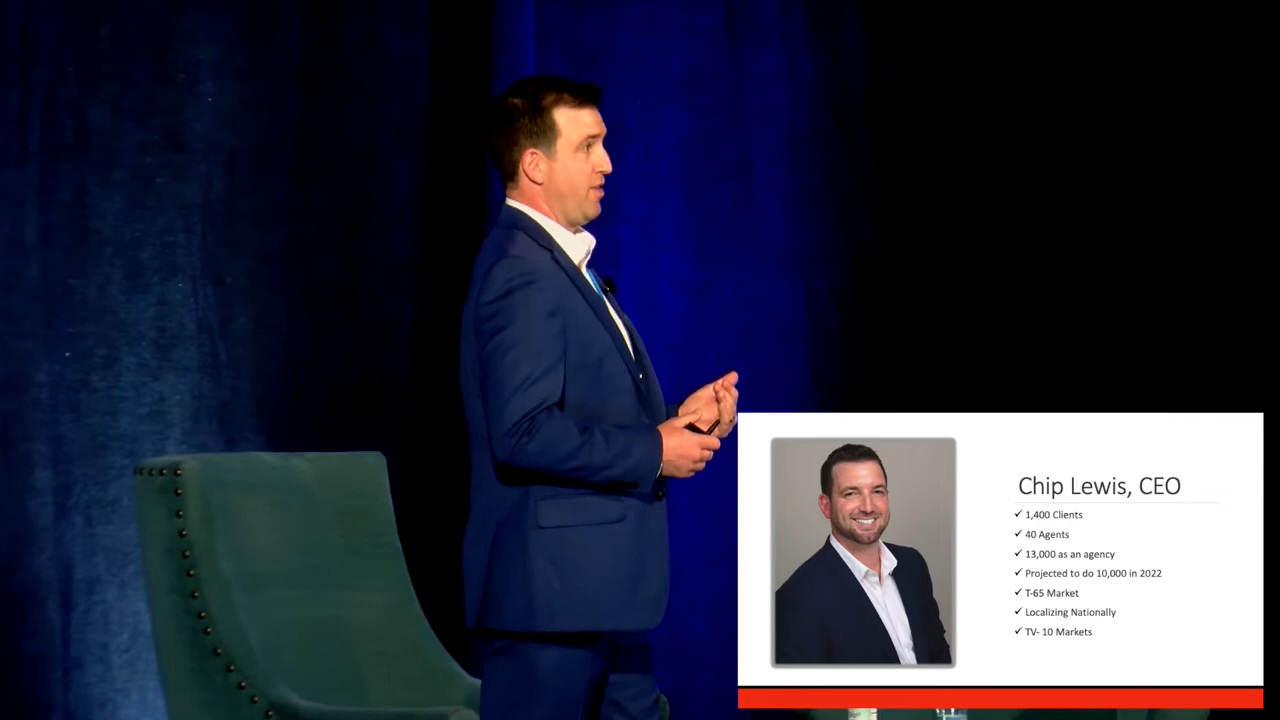 Chip Lewis, CEO
✓ 1,400 Clients
✓ 40 Agents
✓ 13,000 as an agency
✓ Projected to do 10,000 in 2022
✓ T-65 Market
✓ Localizing Nationally
✓ TV- 10 Markets